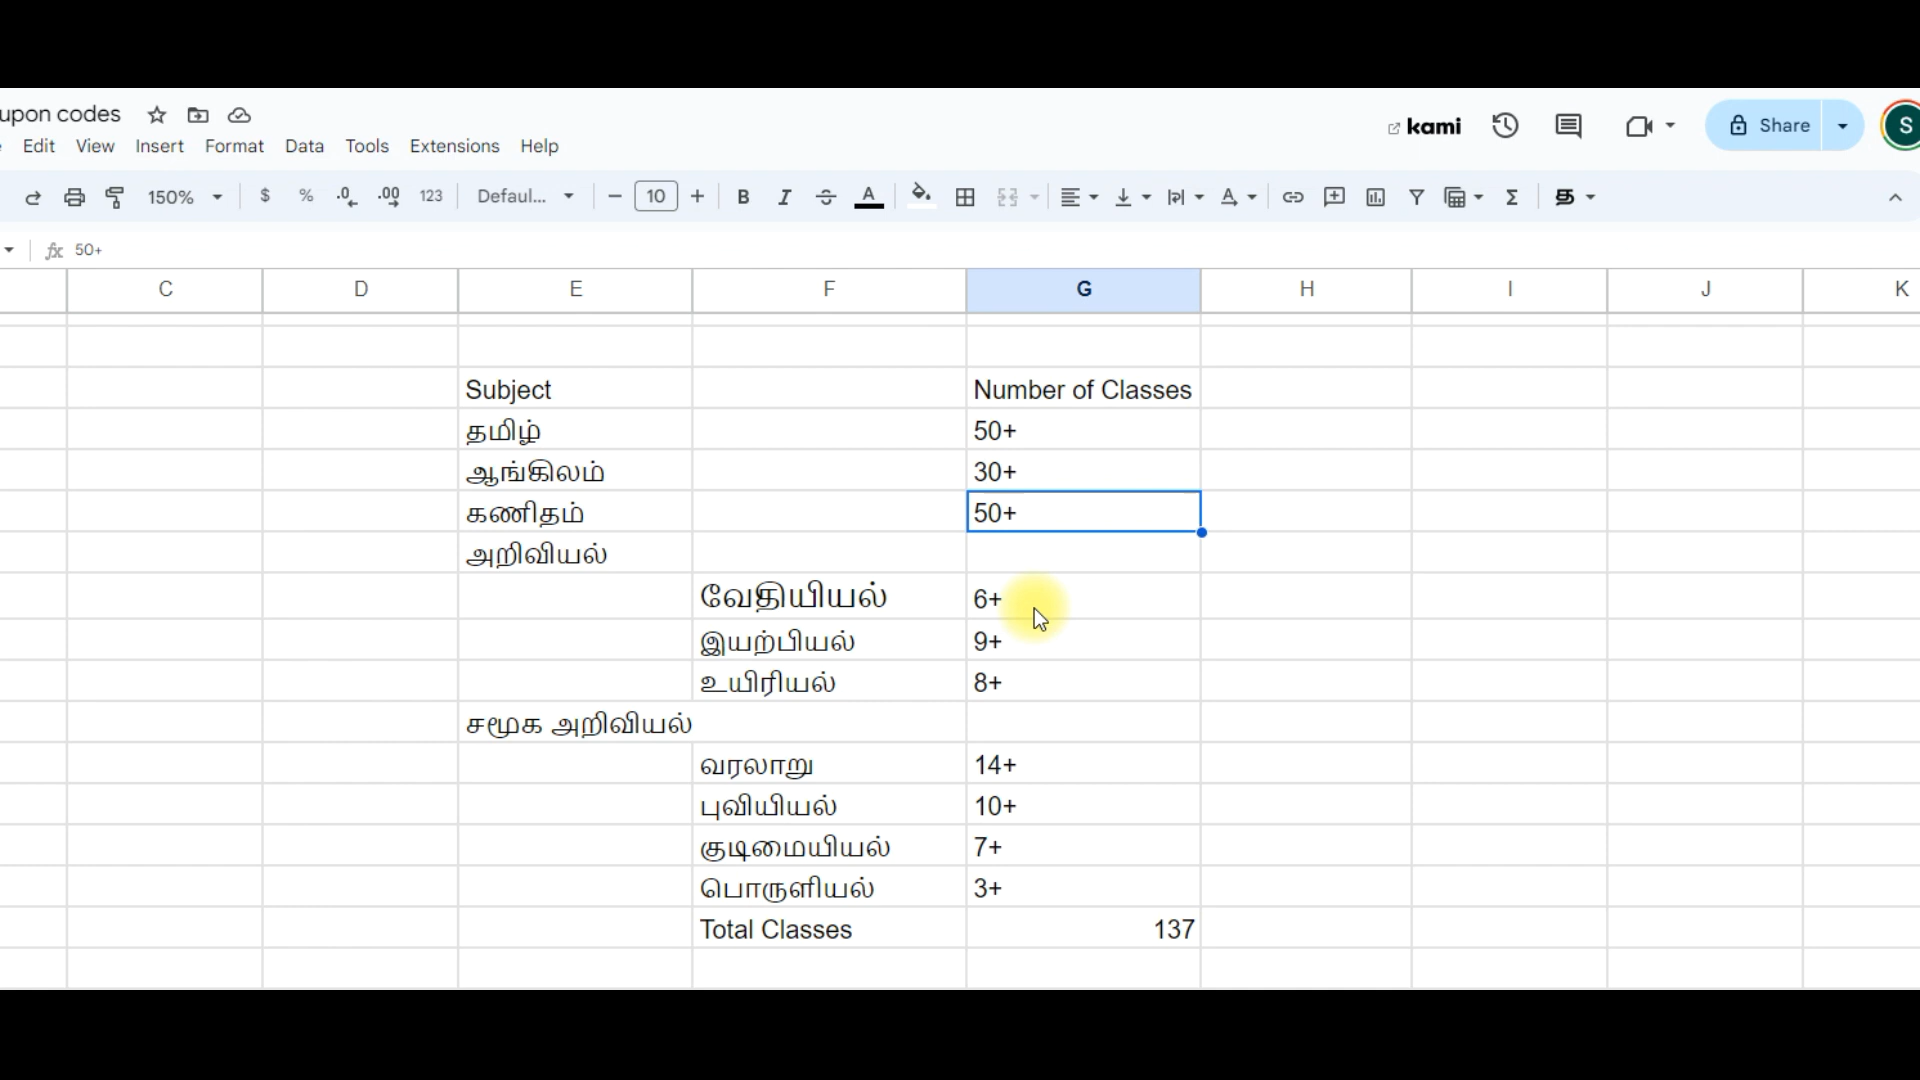 upon codes
kami
Share
S
Edit View Insert Format Data Tools Extensions Help
150% $ % .0 .00 123 Defaul... 10 B I A
fx 50+
C D E F G H I J K
Subject Number of Classes
தமிழ் 50+
ஆங்கிலம் 30+
கணிதம் 50+
அறிவியல்
வேதியியல் 6+
இயற்பியல் 9+
உயிரியல் 8+
சமூக அறிவியல்
வரலாறு 14+
புவியியல் 10+
குடிமையியல் 7+
பொருளியல் 3+
Total Classes 137